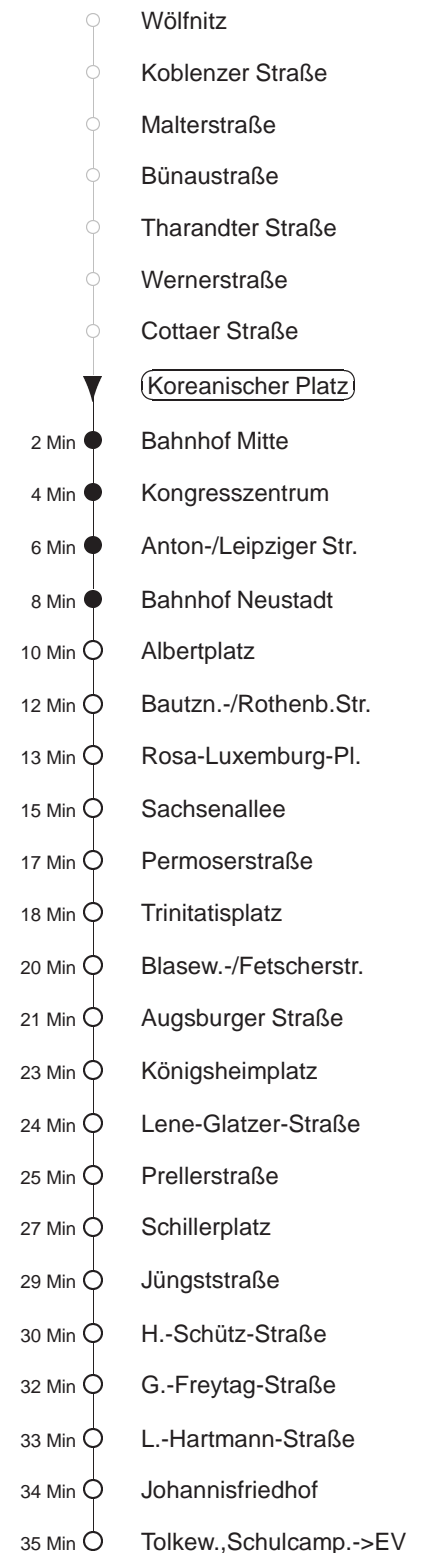 Wölfnitz
Koblenzer Straße
Malterstraße
Bünaustraße
Tharandter Straße
Wernerstraße
Cottaer Straße
Koreanischer Platz
2 Min Bahnhof Mitte
4 Min Kongresszentrum
6 Min Anton-/Leipziger Str.
8 Min Bahnhof Neustadt
10 Min Albertplatz
12 Min Bautzn.-/Rothenb.Str.
13 Min Rosa-Luxemburg-Pl.
15 Min Sachsenallee
17 Min Permoserstraße
18 Min Trinitatisplatz
20 Min Blasew.-/Fetscherstr.
21 Min Augsburger Straße
23 Min Königsheimplatz
24 Min Lene-Glatzer-Straße
25 Min Prellerstraße
27 Min Schillerplatz
29 Min Jüngststraße
30 Min H.-Schütz-Straße
32 Min G.-Freytag-Straße
33 Min L.-Hartmann-Straße
34 Min Johannisfriedhof
35 Min Tolkew.,Schulcamp.->EV